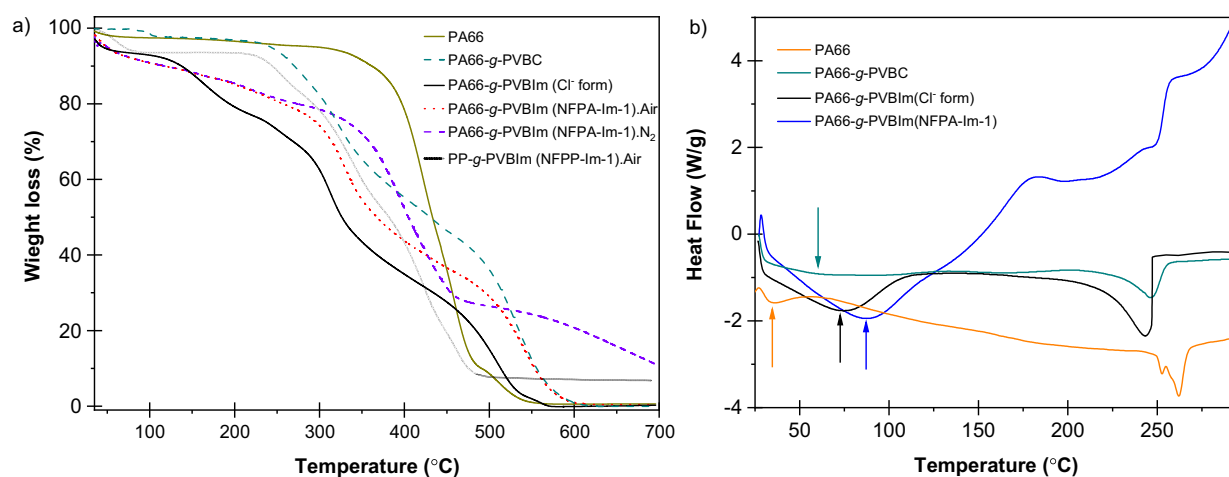 a)
100
80
60
40
20
0
Wieght loss (%)
100
200
300
400
500
600
700
Temperature (°C)
PA66
PA66-g-PVBC
PA66-g-PVBIm (Cl⁻ form)
PA66-g-PVBIm (NFPA-Im-1).Air
PA66-g-PVBIm (NFPA-Im-1).N₂
PP-g-PVBIm (NFPP-Im-1).Air
b)
4
2
0
-2
-4
Heat Flow (W/g)
50
100
150
200
250
Temperature (°C)
PA66
PA66-g-PVBC
PA66-g-PVBIm(Cl⁻ form)
PA66-g-PVBIm(NFPA-Im-1)